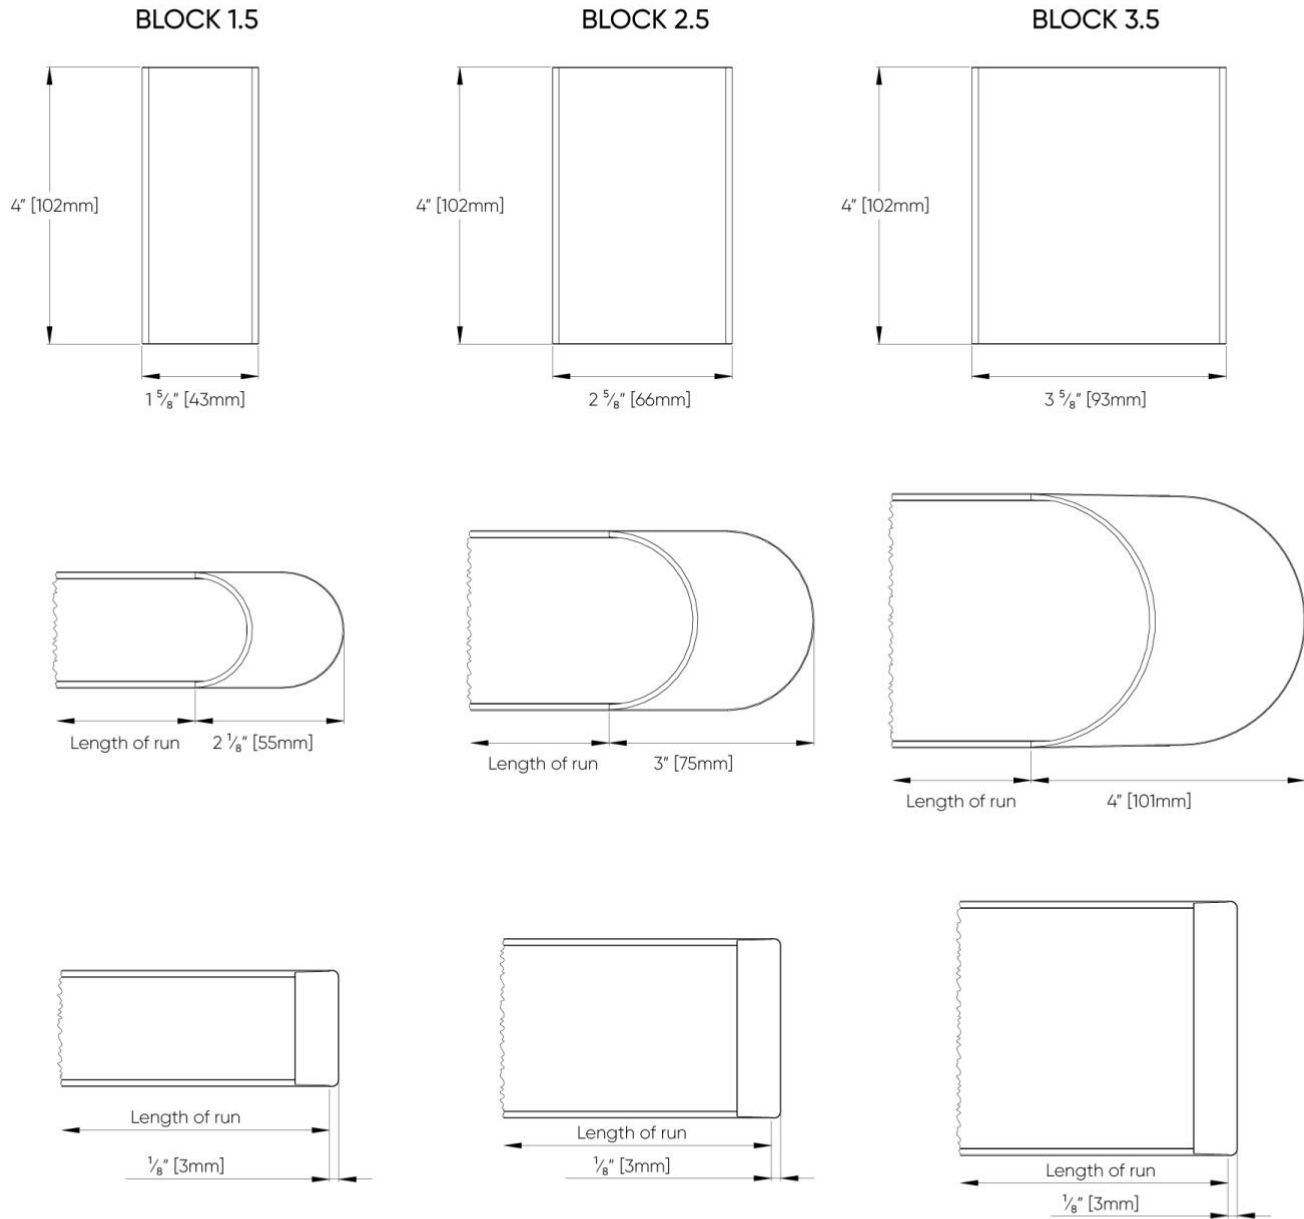 BLOCK 1.5
BLOCK 2.5
BLOCK 3.5
4" [102mm]
4" [102mm]
4" [102mm]
1 ⅝" [43mm]
2 ⅝" [66mm]
3 ⅝" [93mm]
Length of run
2 ⅛" [55mm]
Length of run
3" [75mm]
Length of run
4" [101mm]
Length of run
⅛" [3mm]
Length of run
⅛" [3mm]
Length of run
⅛" [3mm]